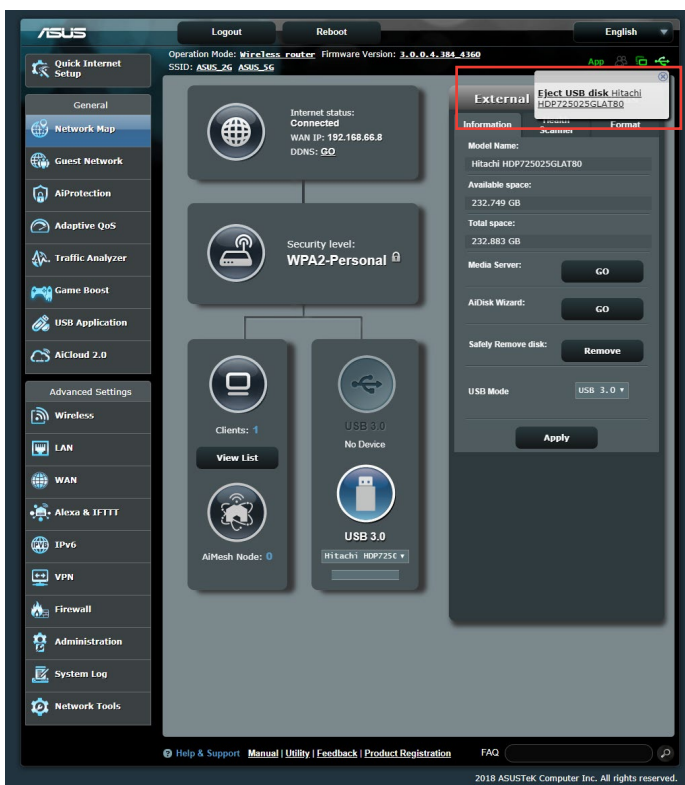 ASUS
Logout
Reboot
English
Quick Internet
Setup
Operation Mode: Wireless router Firmware Version: 3.0.0.4.384_4360
SSID: ASUS_2G ASUS_5G
App
General
Network Map
Guest Network
AiProtection
Adaptive QoS
Traffic Analyzer
Game Boost
USB Application
AiCloud 2.0
Advanced Settings
Wireless
LAN
WAN
Alexa & IFTTT
IPv6
VPN
Firewall
Administration
System Log
Network Tools
Internet status:
Connected
WAN IP: 192.168.66.8
DDNS: GO
Security level:
WPA2-Personal
Clients: 1
View List
AiMesh Node: 0
USB 3.0
No Device
USB 3.0
Hitachi HDP725
Eject USB disk Hitachi
HDP725025GLAT80
External
Information
Health
Scanner
Format
Model Name:
Hitachi HDP725025GLAT80
Available space:
232.749 GB
Total space:
232.883 GB
Media Server:
GO
AiDisk Wizard:
GO
Safely Remove disk:
Remove
USB Mode
USB 3.0
Apply
Help & Support Manual | Utility | Feedback | Product Registration
FAQ
2018 ASUSTeK Computer Inc. All rights reserved.